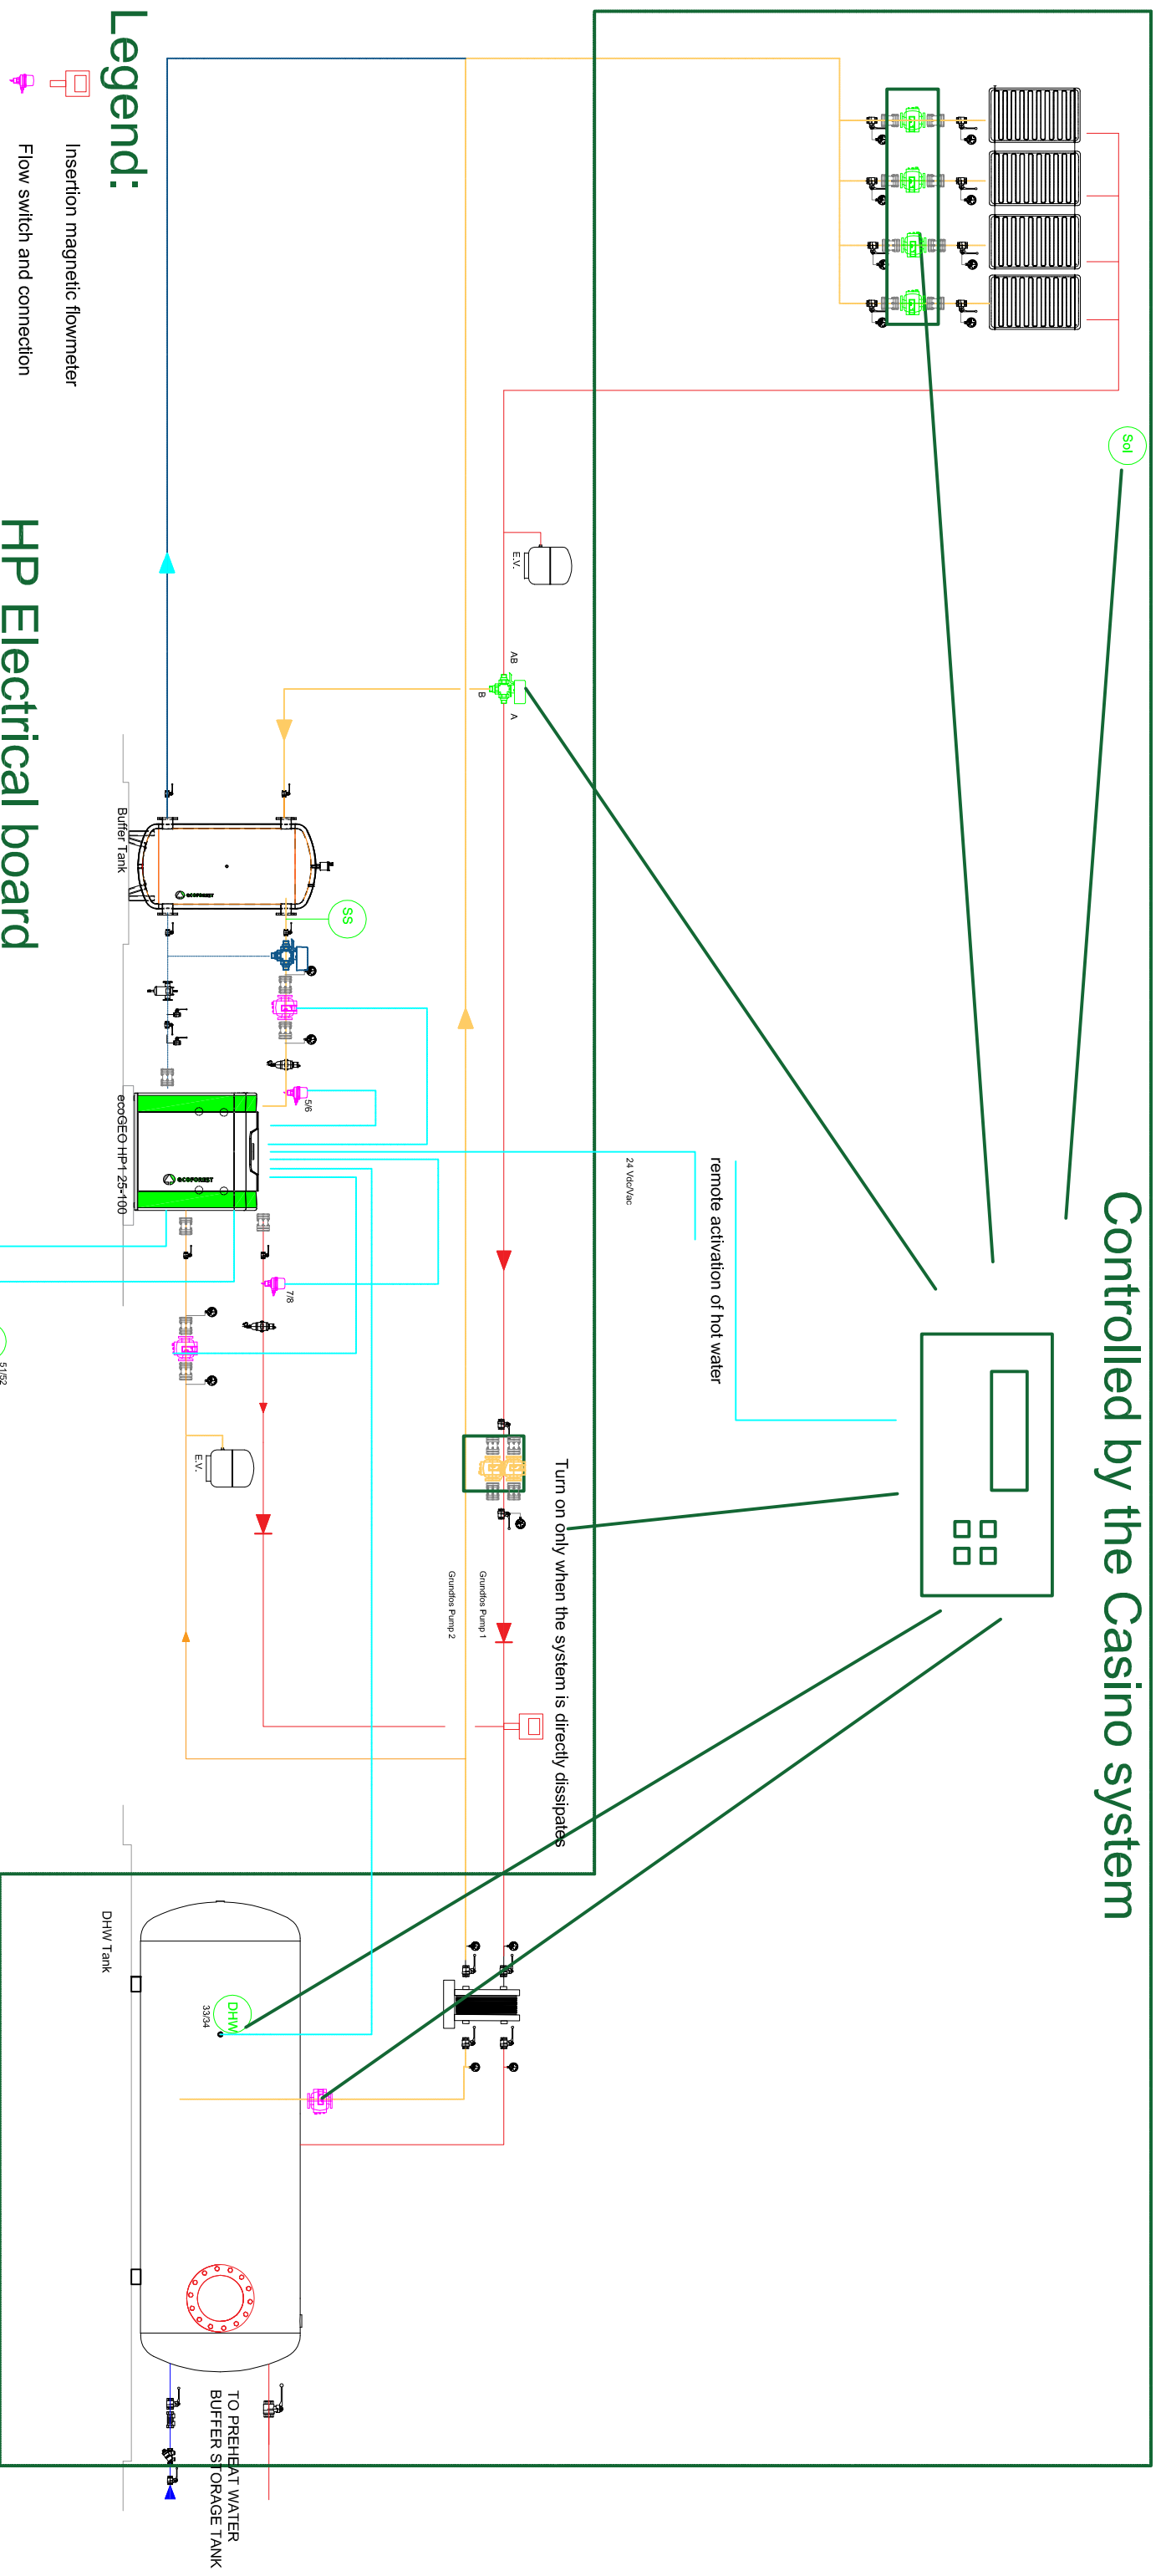 Controlled by the Casino system
Sol
remote activation of hot water
24 Vdc/Vac
Turn on only when the system is directly dissipates
E.V.
AB
A
B
Grundfos Pump 1
Grundfos Pump 2
SS
5/6
7/8
E.V.
ECOFOREST
ECOFOREST
Buffer Tank
ecoGEO HP1 25-100
DHW
33/34
DHW Tank
TO PREHEAT WATER
BUFFER STORAGE TANK
Legend:
Insertion magnetic flowmeter
Flow switch and connection
HP Electrical board
51/52